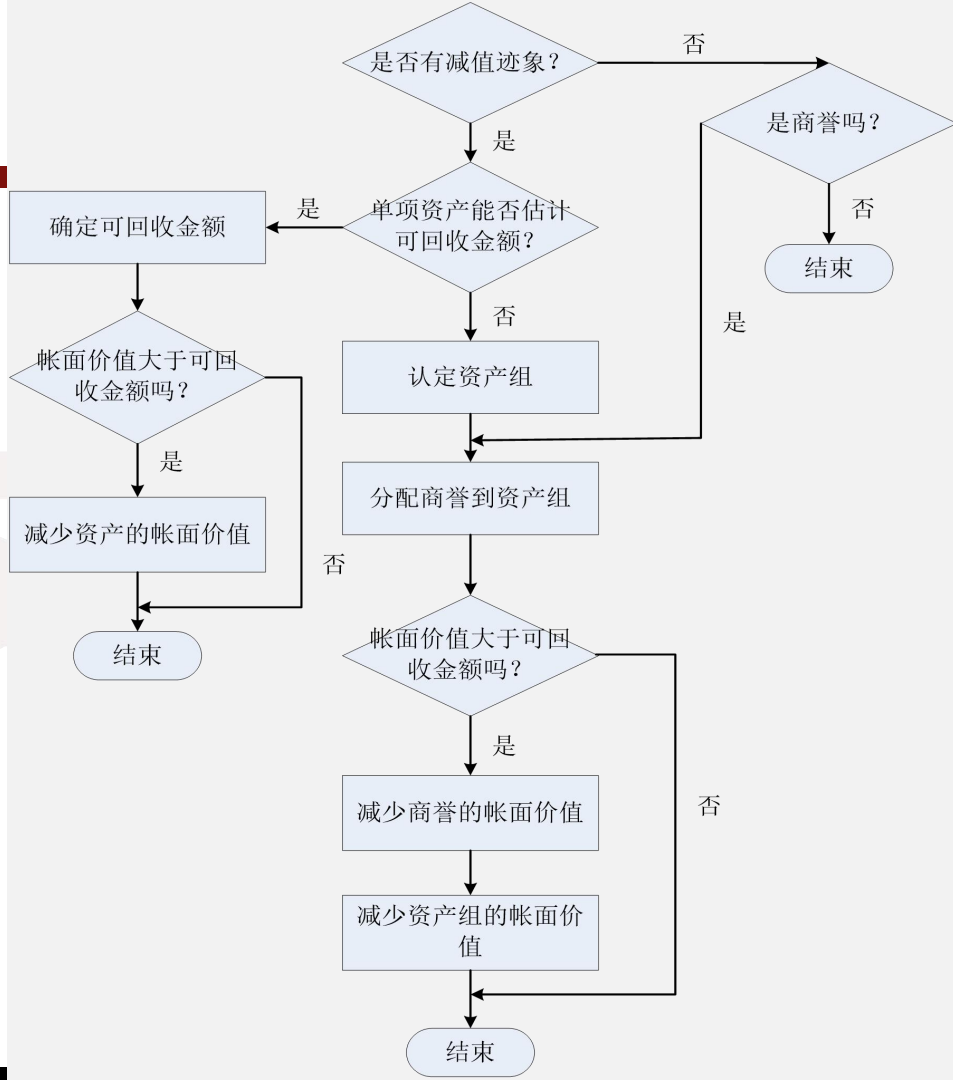 是否有减值迹象？
否
是商誉吗？
是
单项资产能否估计
可回收金额？
是
确定可回收金额
否
结束
否
是
认定资产组
帐面价值大于可回
收金额吗？
是
分配商誉到资产组
减少资产的帐面价值
否
结束
帐面价值大于可回
收金额吗？
是
否
减少商誉的帐面价值
减少资产组的帐面价
值
结束